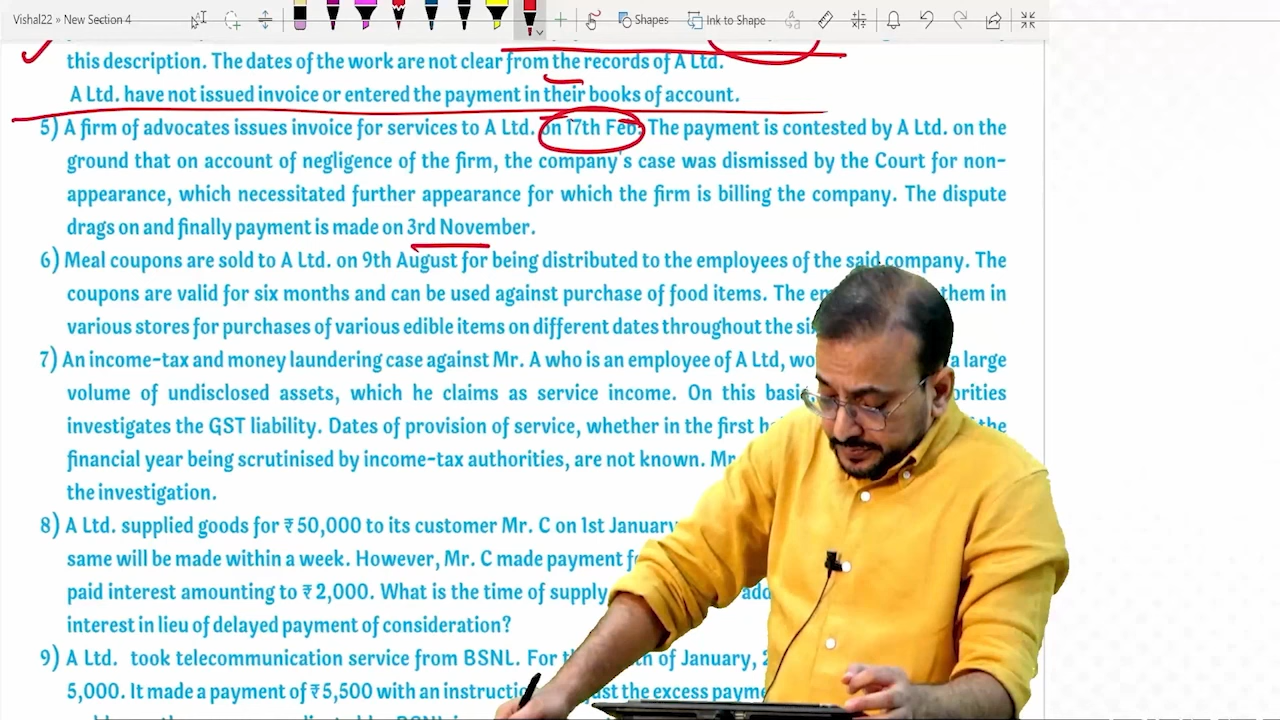 Vishal22 » New Section 4
Shapes
Ink to Shape
this description. The dates of the work are not clear from the records of A Ltd.
A Ltd. have not issued invoice or entered the payment in their books of account.
5) A firm of advocates issues invoice for services to A Ltd. on 17th Feb. The payment is contested by A Ltd. on the
ground that on account of negligence of the firm, the company's case was dismissed by the Court for non-
appearance, which necessitated further appearance for which the firm is billing the company. The dispute
drags on and finally payment is made on 3rd November.
6) Meal coupons are sold to A Ltd. on 9th August for being distributed to the employees of the said company. The
coupons are valid for six months and can be used against purchase of food items. The them in
various stores for purchases of various edible items on different dates throughout the
7) An income-tax and money laundering case against Mr. A who is an employee of A Ltd, a large
volume of undisclosed assets, which he claims as service income. On this
investigates the GST liability. Dates of provision of service, whether in the first the
financial year being scrutinised by income-tax authorities, are not known.
the investigation.
8) A Ltd. supplied goods for ₹ 50,000 to its customer Mr. C on 1st January
same will be made within a week. However, Mr. C made payment
paid interest amounting to ₹ 2,000. What is the time of supply
interest in lieu of delayed payment of consideration?
9) A Ltd. took telecommunication service from BSNL. For of January,
5,000. It made a payment of ₹ 5,500 with an the excess